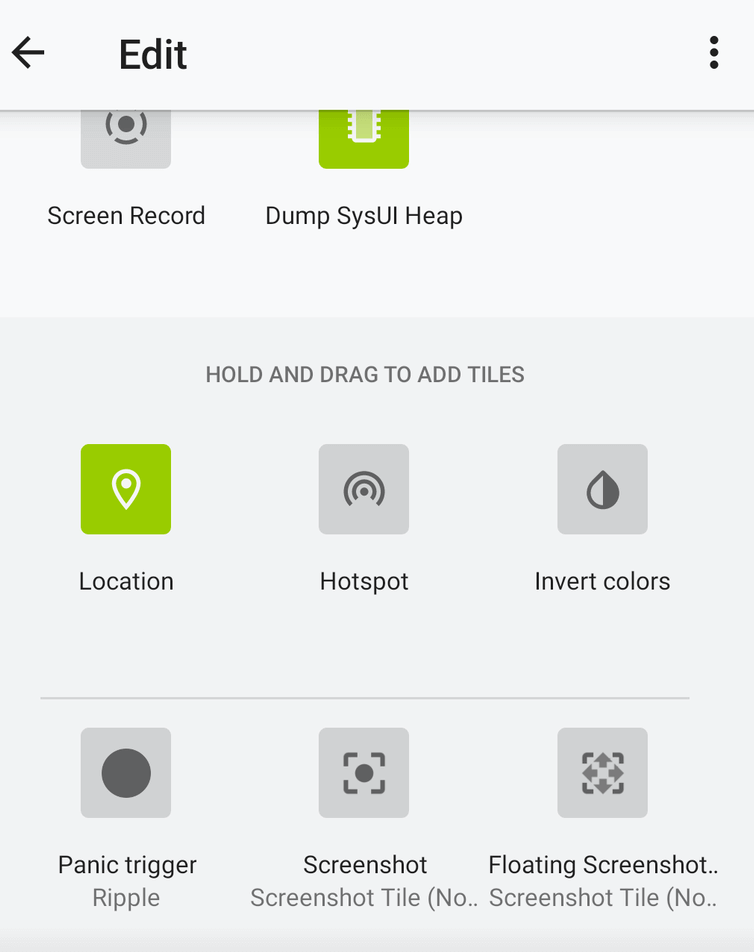 Edit
Screen Record
Dump SysUI Heap
HOLD AND DRAG TO ADD TILES
Location
Hotspot
Invert colors
Panic trigger
Ripple
Screenshot
Screenshot Tile (No..
Floating Screenshot..
Screenshot Tile (No..